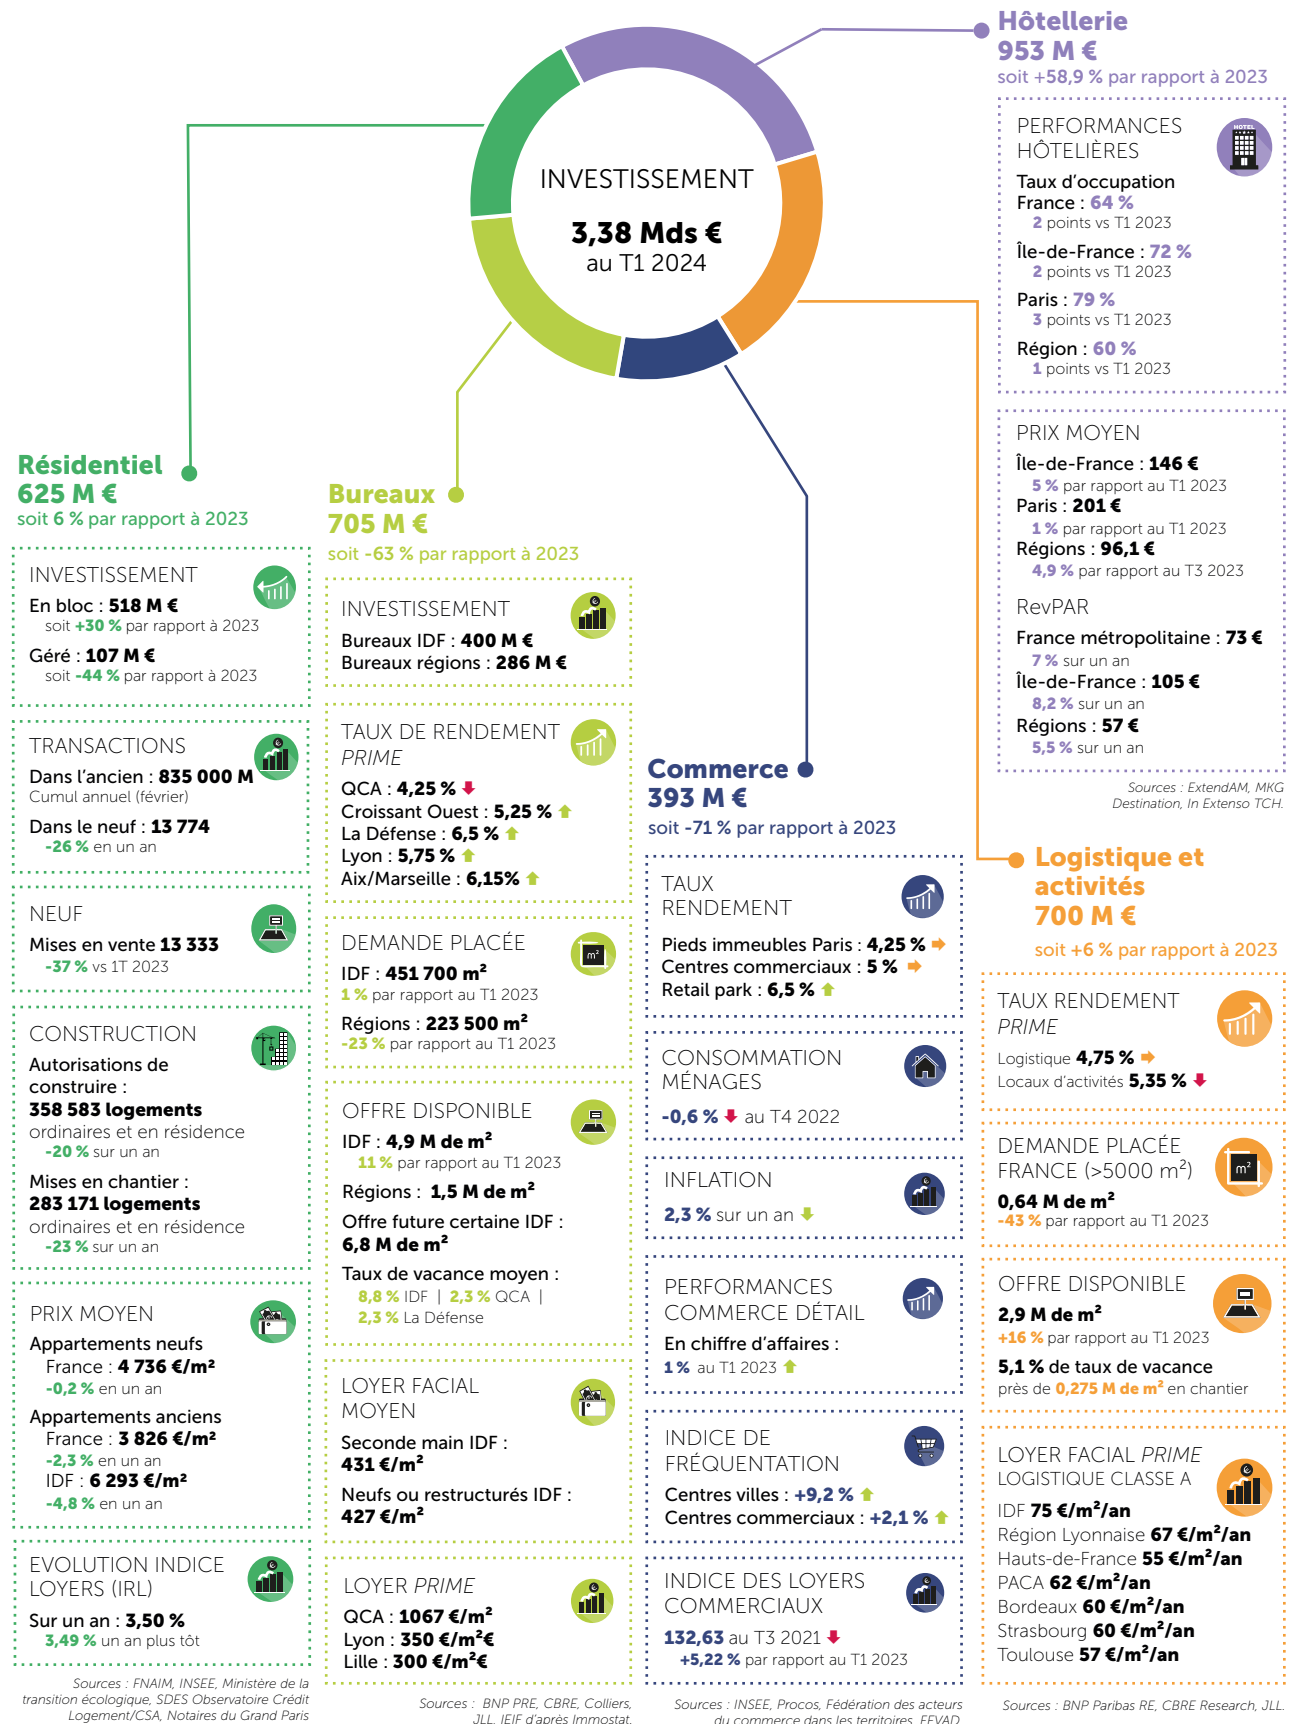 INVESTISSEMENT
3,38 Mds €
au T1 2024
Hôtellerie
953 M €
soit +58,9 % par rapport à 2023
PERFORMANCES
HÔTELIÈRES
HOTEL
Taux d'occupation
France : 64 %
2 points vs T1 2023
Île-de-France : 72 %
2 points vs T1 2023
Paris : 79 %
3 points vs T1 2023
Région : 60 %
1 points vs T1 2023
PRIX MOYEN
Île-de-France : 146 €
5 % par rapport au T1 2023
Paris : 201 €
1 % par rapport au T1 2023
Régions : 96,1 €
4,9 % par rapport au T3 2023
RevPAR
France métropolitaine : 73 €
7 % sur un an
Île-de-France : 105 €
8,2 % sur un an
Régions : 57 €
5,5 % sur un an
Sources : ExtendAM, MKG
Destination, In Extenso TCH.
Résidentiel
625 M €
soit 6 % par rapport à 2023
INVESTISSEMENT
En bloc : 518 M €
soit +30 % par rapport à 2023
Géré : 107 M €
soit -44 % par rapport à 2023
TRANSACTIONS
Dans l'ancien : 835 000 M
Cumul annuel (février)
Dans le neuf : 13 774
-26 % en un an
NEUF
Mises en vente 13 333
-37 % vs 1T 2023
CONSTRUCTION
Autorisations de
construire :
358 583 logements
ordinaires et en résidence
-20 % sur un an
Mises en chantier :
283 171 logements
ordinaires et en résidence
-23 % sur un an
PRIX MOYEN
Appartements neufs
France : 4 736 €/m²
-0,2 % en un an
Appartements anciens
France : 3 826 €/m²
-2,3 % en un an
IDF : 6 293 €/m²
-4,8 % en un an
EVOLUTION INDICE
LOYERS (IRL)
Sur un an : 3,50 %
3,49 % un an plus tôt
Sources : FNAIM, INSEE, Ministère de la
transition écologique, SDES Observatoire Crédit
Logement/CSA, Notaires du Grand Paris
Bureaux
705 M €
soit -63 % par rapport à 2023
INVESTISSEMENT
Bureaux IDF : 400 M €
Bureaux régions : 286 M €
TAUX DE RENDEMENT
PRIME
QCA : 4,25 %
Croissant Ouest : 5,25 %
La Défense : 6,5 %
Lyon : 5,75 %
Aix/Marseille : 6,15%
DEMANDE PLACÉE
m²
IDF : 451 700 m²
1 % par rapport au T1 2023
Régions : 223 500 m²
-23 % par rapport au T1 2023
OFFRE DISPONIBLE
IDF : 4,9 M de m²
11 % par rapport au T1 2023
Régions : 1,5 M de m²
Offre future certaine IDF :
6,8 M de m²
Taux de vacance moyen :
8,8 % IDF | 2,3 % QCA |
2,3 % La Défense
LOYER FACIAL
MOYEN
Seconde main IDF :
431 €/m²
Neufs ou restructurés IDF :
427 €/m²
LOYER PRIME
QCA : 1067 €/m²
Lyon : 350 €/m²€
Lille : 300 €/m²€
Sources : BNP PRE, CBRE, Colliers,
JLL, IEIF d'après Immostat.
Commerce
393 M €
soit -71 % par rapport à 2023
TAUX
RENDEMENT
Pieds immeubles Paris : 4,25 %
Centres commerciaux : 5 %
Retail park : 6,5 %
CONSOMMATION
MÉNAGES
-0,6 % au T4 2022
INFLATION
2,3 % sur un an
PERFORMANCES
COMMERCE DÉTAIL
En chiffre d'affaires :
1 % au T1 2023
INDICE DE
FRÉQUENTATION
Centres villes : +9,2 %
Centres commerciaux : +2,1 %
INDICE DES LOYERS
COMMERCIAUX
132,63 au T3 2021
+5,22 % par rapport au T1 2023
Sources : INSEE, Procos, Fédération des acteurs
du commerce dans les territoires, FEVAD.
Logistique et
activités
700 M €
soit +6 % par rapport à 2023
TAUX RENDEMENT
PRIME
Logistique 4,75 %
Locaux d'activités 5,35 %
DEMANDE PLACÉE
FRANCE (>5000 m²)
m²
0,64 M de m²
-43 % par rapport au T1 2023
OFFRE DISPONIBLE
2,9 M de m²
+16 % par rapport au T1 2023
5,1 % de taux de vacance
près de 0,275 M de m² en chantier
LOYER FACIAL PRIME
LOGISTIQUE CLASSE A
IDF 75 €/m²/an
Région Lyonnaise 67 €/m²/an
Hauts-de-France 55 €/m²/an
PACA 62 €/m²/an
Bordeaux 60 €/m²/an
Strasbourg 60 €/m²/an
Toulouse 57 €/m²/an
Sources : BNP Paribas RE, CBRE Research, JLL.